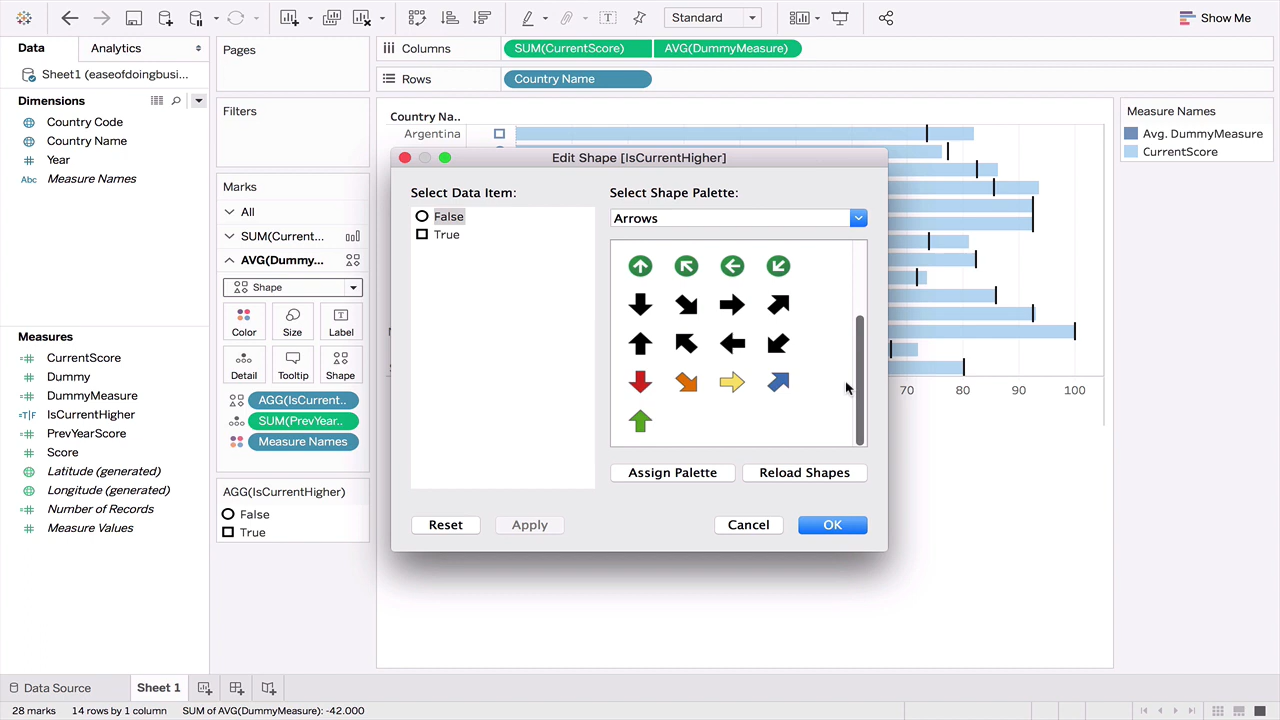 Standard
Show Me
Data
Analytics
Pages
Columns
SUM(CurrentScore)
AVG(DummyMeasure)
Sheet1 (easeofdoingbusi...
Rows
Country Name
Dimensions
Filters
Country Code
Country Name
Year
Abc Measure Names
Country Na..
Argentina
Measure Names
Avg. DummyMeasure
CurrentScore
Marks
All
SUM(Current...
AVG(Dummy...
Shape
Color
Size
Label
Detail
Tooltip
Shape
AGG(IsCurrent..
SUM(PrevYear..
Measure Names
Edit Shape [IsCurrentHigher]
Select Data Item:
False
True
Select Shape Palette:
Arrows
Assign Palette
Reload Shapes
Reset
Apply
Cancel
OK
70
80
90
100
Measures
CurrentScore
Dummy
DummyMeasure
=T|F IsCurrentHigher
PrevYearScore
Score
Latitude (generated)
Longitude (generated)
Number of Records
Measure Values
AGG(IsCurrentHigher)
False
True
Data Source
Sheet 1
28 marks
14 rows by 1 column
SUM of AVG(DummyMeasure): -42.000